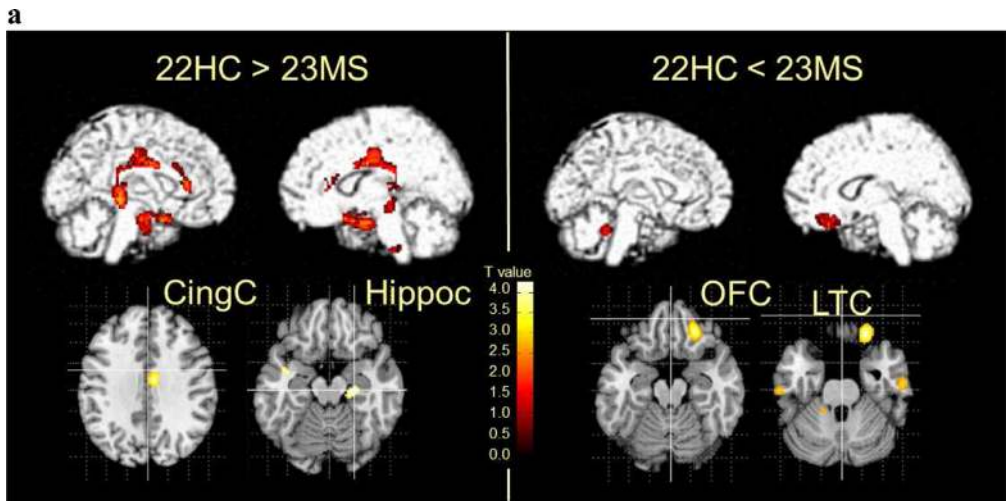 a
22HC > 23MS
22HC < 23MS
CingC
Hippoc
T value
4.0
3.5
3.0
2.5
2.0
1.5
1.0
0.5
0.0
OFC
LTC